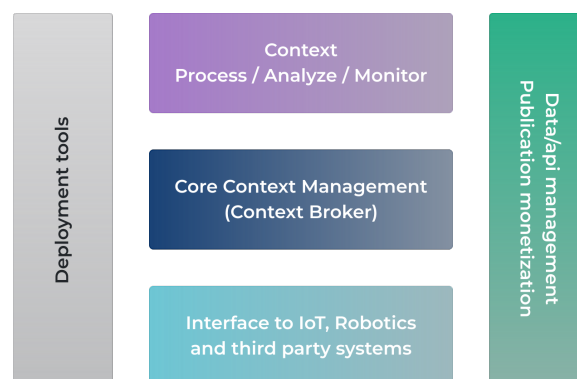 Deployment tools
Context
Process / Analyze / Monitor
Core Context Management
(Context Broker)
Interface to IoT, Robotics
and third party systems
Data/api management
Publication monetization